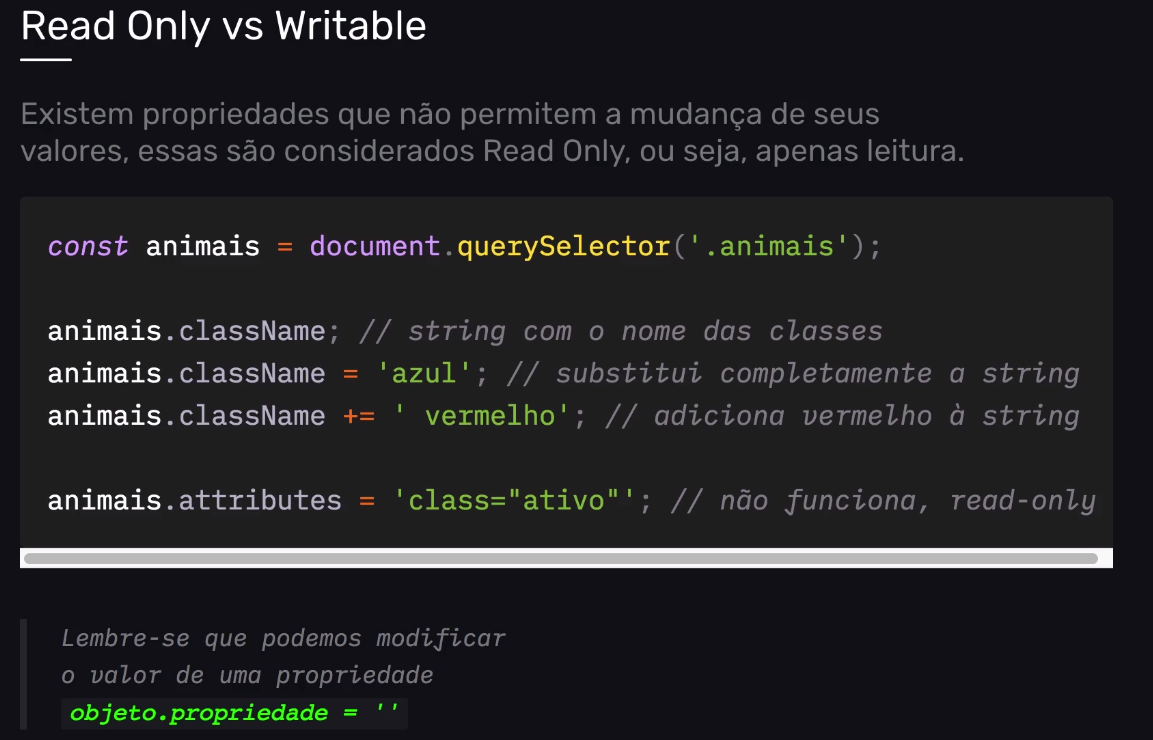 Read Only vs Writable
Existem propriedades que não permitem a mudança de seus
valores, essas são considerados Read Only, ou seja, apenas leitura.
const animais = document.querySelector('.animais');
animais.className; // string com o nome das classes
animais.className = 'azul'; // substitui completamente a string
animais.className += ' vermelho'; // adiciona vermelho à string
animais.attributes = 'class="ativo"'; // não funciona, read-only
Lembre-se que podemos modificar
o valor de uma propriedade
objeto.propriedade = ''